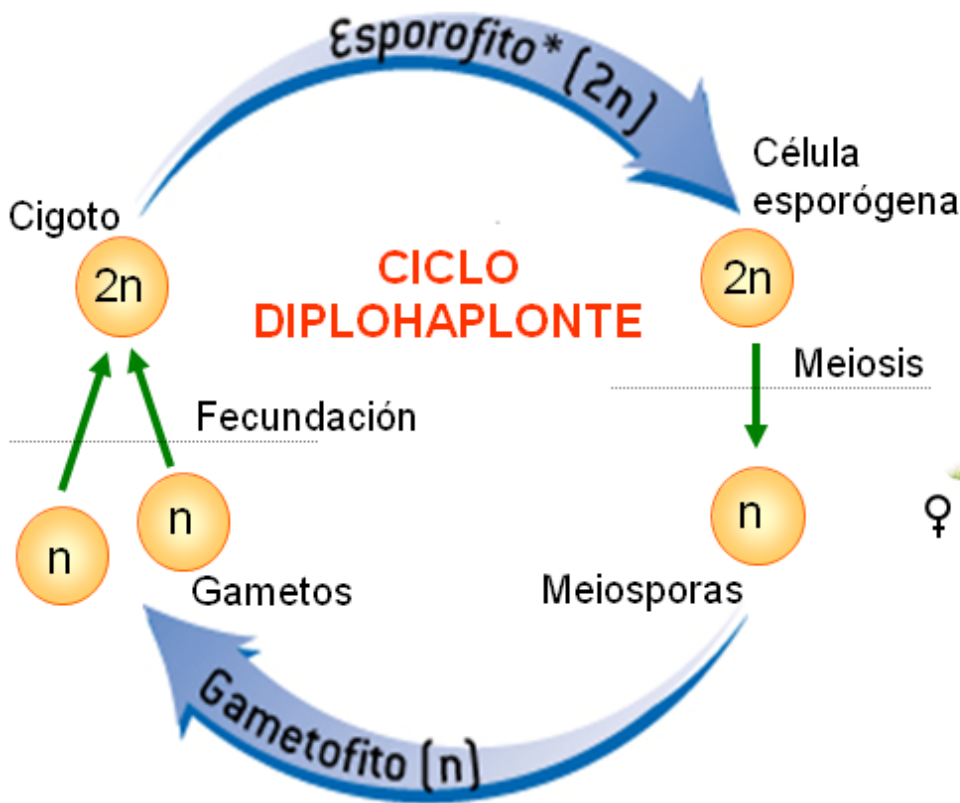 Esporofito* (2n)
Célula
esporógena
Cigoto
2n
2n
CICLO
DIPLOHAPLONTE
Meiosis
Fecundación
n
n
n
♀
Gametos
Meiosporas
Gametofito (n)